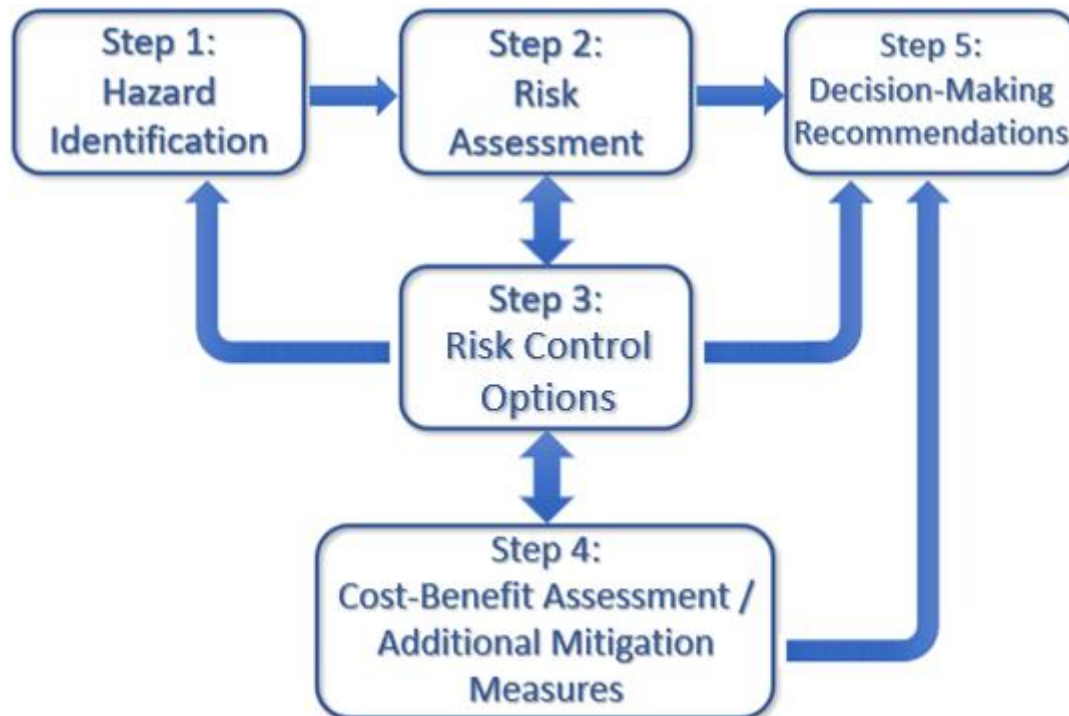 Step 1:
Hazard
Identification
Step 2:
Risk
Assessment
Step 5:
Decision-Making
Recommendations
Step 3:
Risk Control
Options
Step 4:
Cost-Benefit Assessment /
Additional Mitigation
Measures